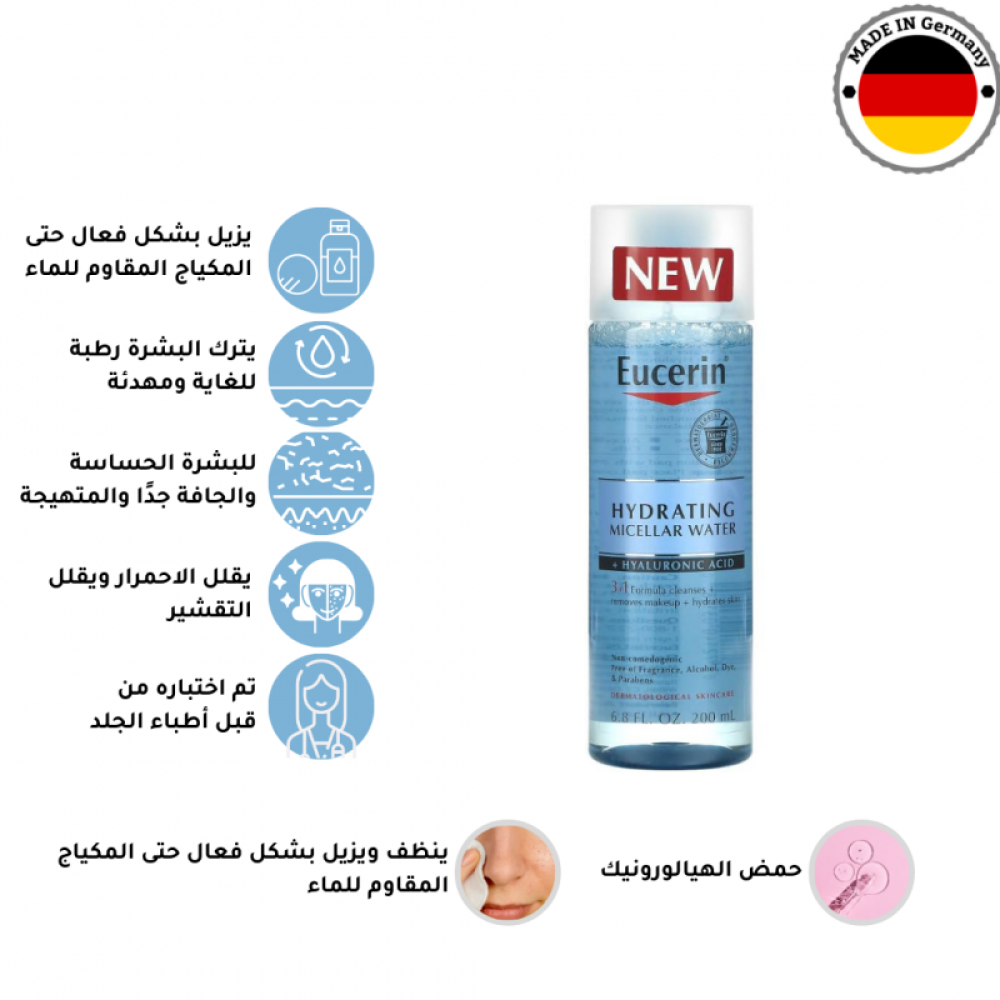 MADE IN Germany
يزيل بشكل فعال حتى
المكياج المقاوم للماء
يترك البشرة رطبة
للغاية ومهدئة
للبشرة الحساسة
والجافة جدًا والمتهيجة
يقلل الاحمرار ويقلل
التقشير
تم اختباره من
قبل أطباء الجلد
NEW
Eucerin
HYDRATING
MICELLAR WATER
+ HYALURONIC ACID
3in1 Formula cleanses +
removes makeup + hydrates skin
Non-comedogenic
Free of Fragrance, Alcohol, Dye,
& Parabens
DERMATOLOGICAL SKINCARE
6.8 FL. OZ. 200 mL
حمض الهيالورونيك
ينظف ويزيل بشكل فعال حتى المكياج
المقاوم للماء